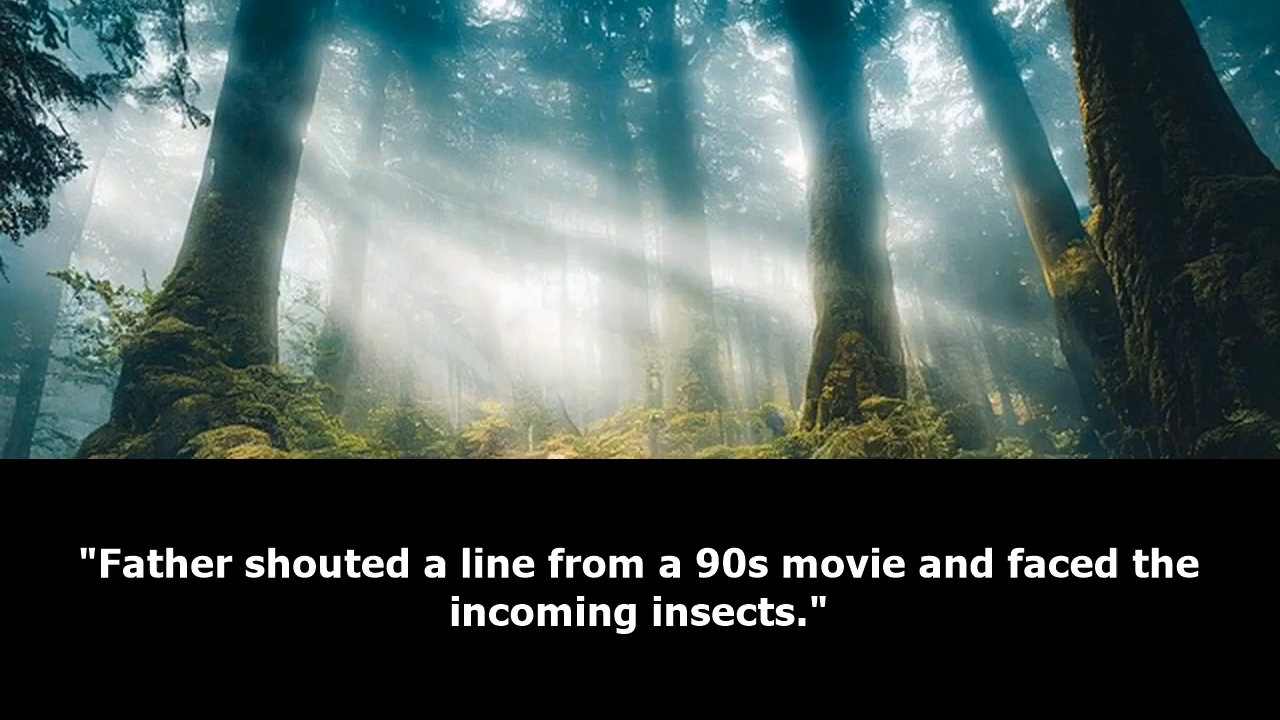 "Father shouted a line from a 90s movie and faced the
incoming insects."